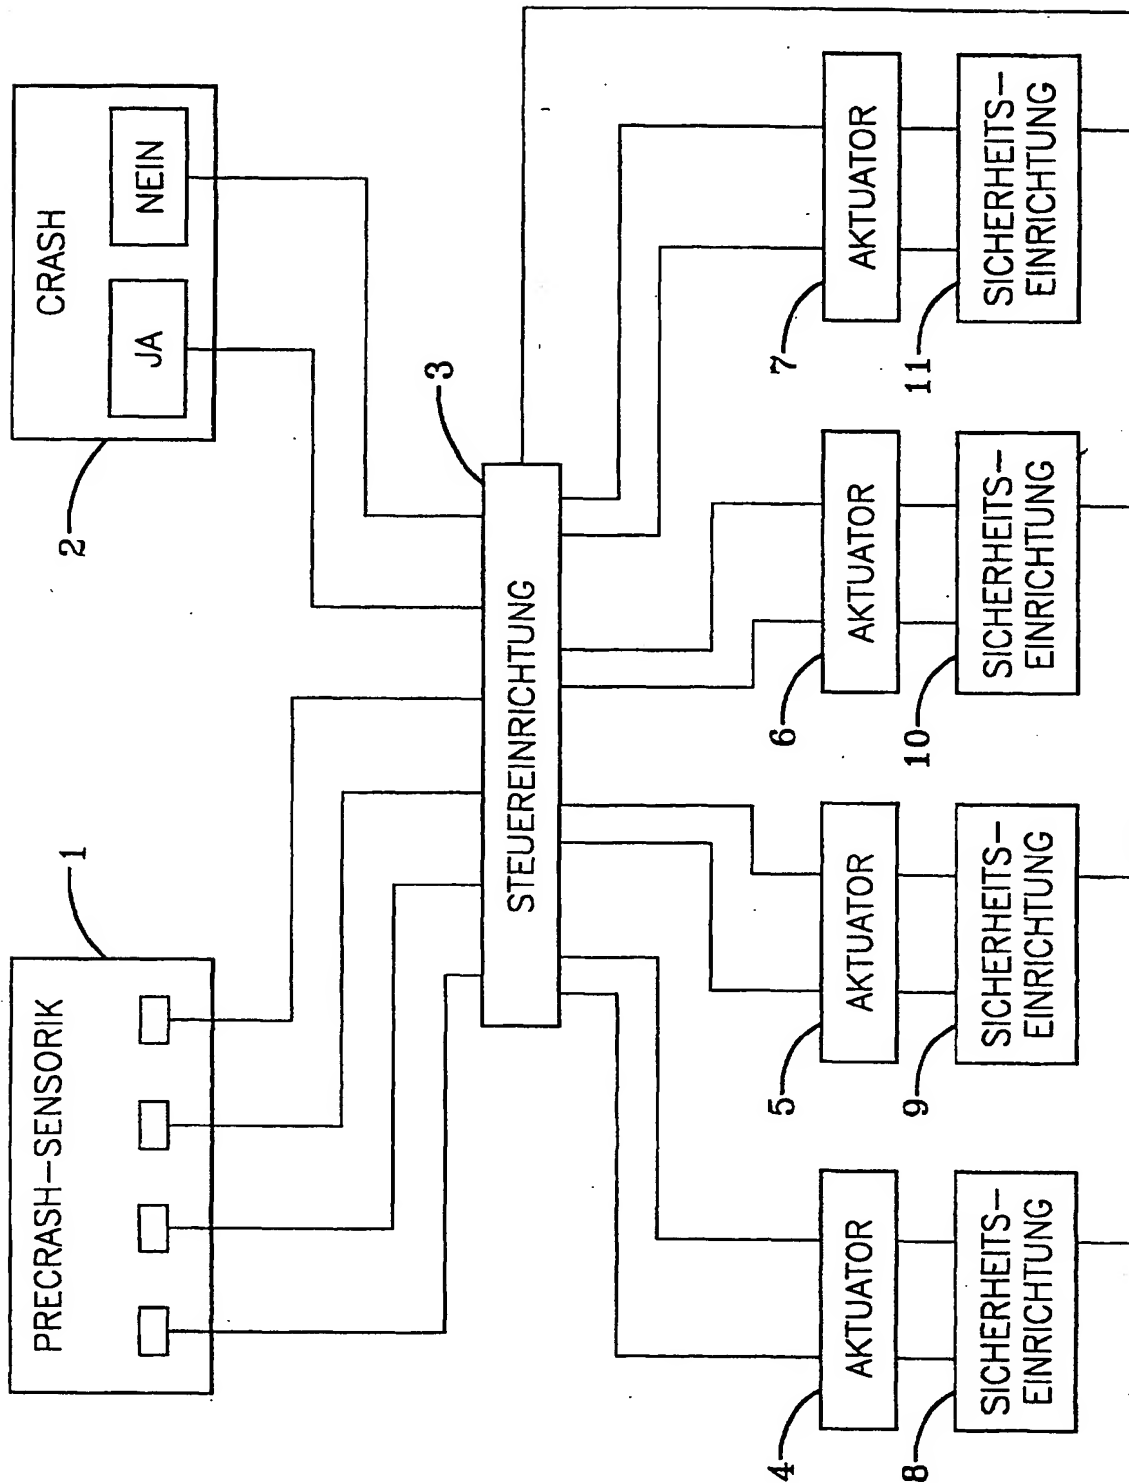 PRECRASH-SENSORIK
1
CRASH
JA
NEIN
2
STEUEREINRICHTUNG
3
AKTUATOR
4
AKTUATOR
5
AKTUATOR
6
AKTUATOR
7
SICHERHEITS-
EINRICHTUNG
8
SICHERHEITS-
EINRICHTUNG
9
SICHERHEITS-
EINRICHTUNG
10
SICHERHEITS-
EINRICHTUNG
11